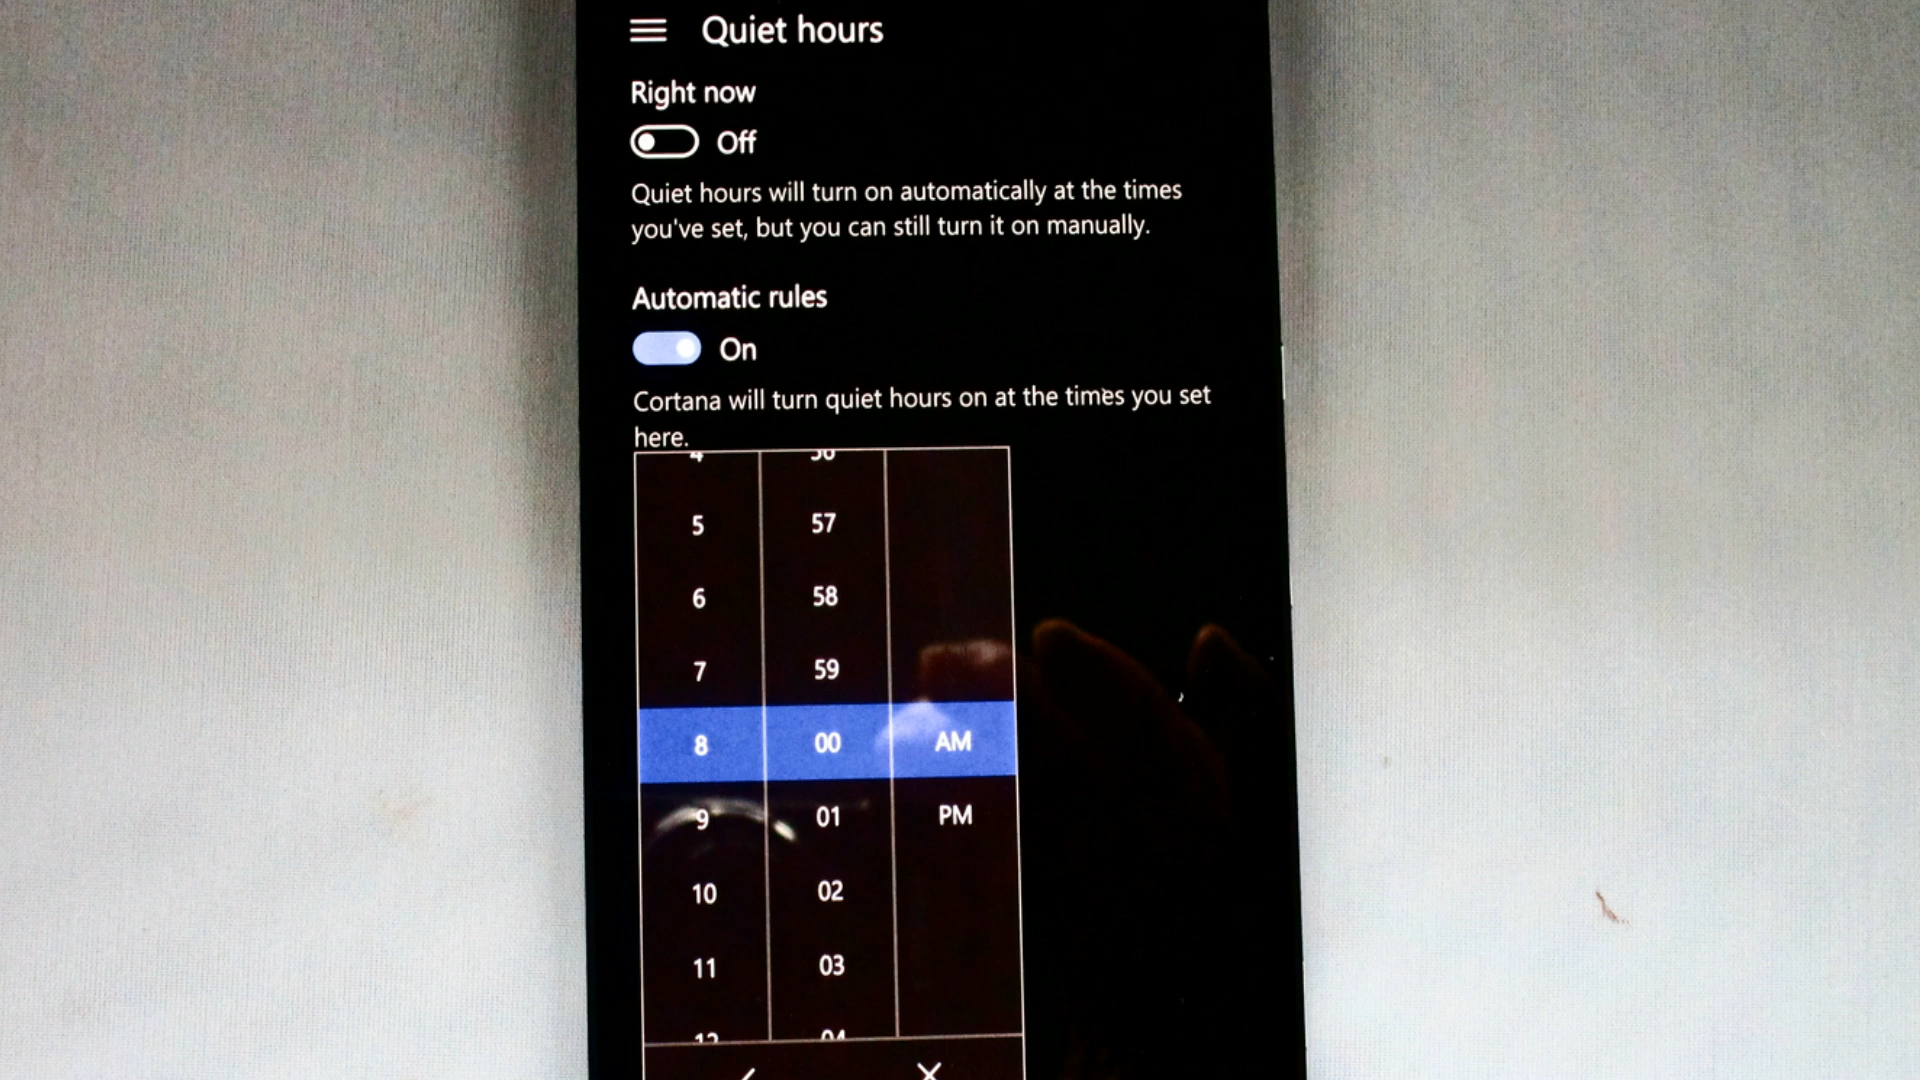 Quiet hours
Right now
Off
Quiet hours will turn on automatically at the times
you've set, but you can still turn it on manually.
Automatic rules
On
Cortana will turn quiet hours on at the times you set
here.
5 57
6 58
7 59
8 00 AM
9 01 PM
10 02
11 03